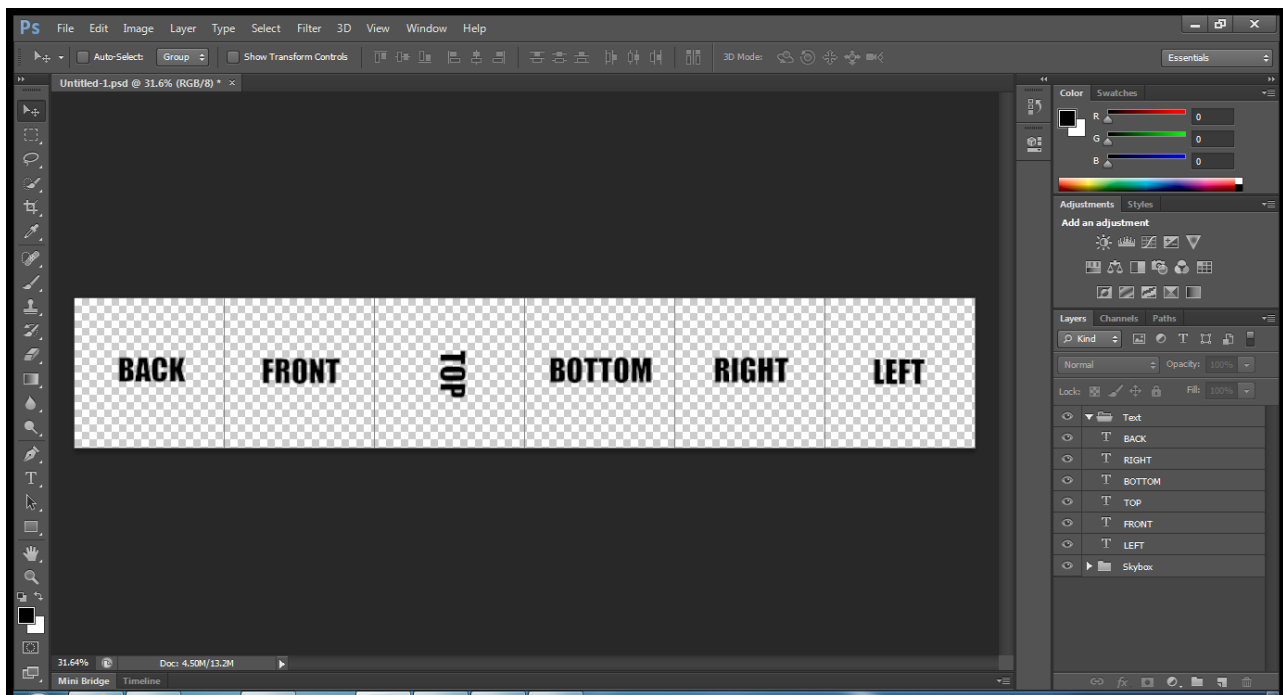 Ps File Edit Image Layer Type Select Filter 3D View Window Help
Auto-Select: Group Show Transform Controls 3D Mode: Essentials
Untitled-1.psd @ 31.6% (RGB/8) * ×
Color Swatches
R 0
G 0
B 0
Adjustments Styles
Add an adjustment
Layers Channels Paths
Kind
Normal Opacity: 100%
Lock: Fill: 100%
Text
T BACK
T RIGHT
T BOTTOM
T TOP
T FRONT
T LEFT
Skybox
BACK FRONT TOP BOTTOM RIGHT LEFT
31.64% Doc: 4.50M/13.2M
Mini Bridge Timeline